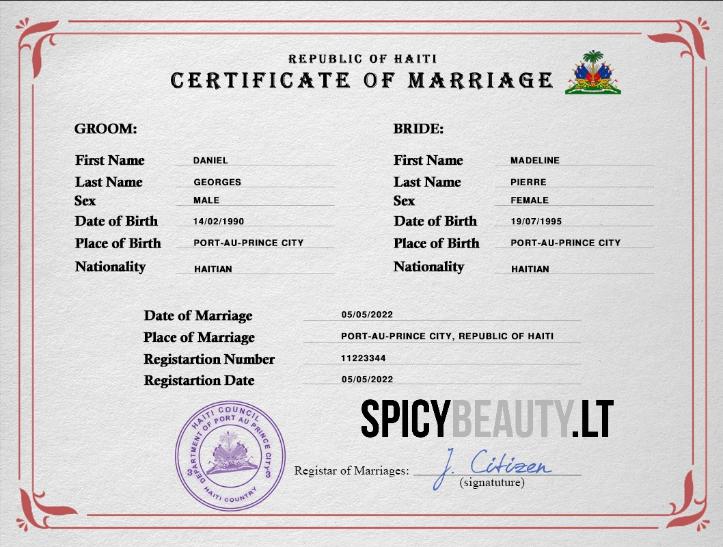 REPUBLIC OF HAITI
CERTIFICATE OF MARRIAGE
GROOM: BRIDE:
First Name DANIEL First Name MADELINE
Last Name GEORGES Last Name PIERRE
Sex MALE Sex FEMALE
Date of Birth 14/02/1990 Date of Birth 19/07/1995
Place of Birth PORT-AU-PRINCE CITY Place of Birth PORT-AU-PRINCE CITY
Nationality HAITIAN Nationality HAITIAN
Date of Marriage 05/05/2022
Place of Marriage PORT-AU-PRINCE CITY, REPUBLIC OF HAITI
Registartion Number 11223344
Registartion Date 05/05/2022
SPICYBEAUTY.LT
HAITI COUNCIL
DEPARTMENT OF PORT AU PRINCE CITY
HAITI COUNTRY
Registar of Marriages: J. Citizen
(signatuture)